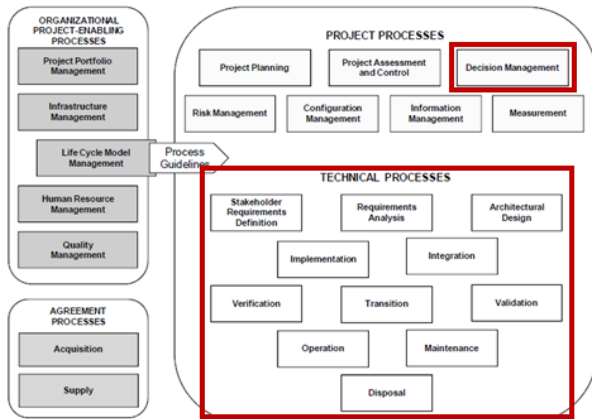 ORGANIZATIONAL
PROJECT-ENABLING
PROCESSES
Project Portfolio
Management
Infrastructure
Management
Life Cycle Model
Management
Human Resource
Management
Quality
Management
AGREEMENT
PROCESSES
Acquisition
Supply
Process
Guidelines
PROJECT PROCESSES
Project Planning
Project Assessment
and Control
Decision Management
Risk Management
Configuration
Management
Information
Management
Measurement
TECHNICAL PROCESSES
Stakeholder
Requirements
Definition
Requirements
Analysis
Architectural
Design
Implementation
Integration
Verification
Transition
Validation
Operation
Maintenance
Disposal